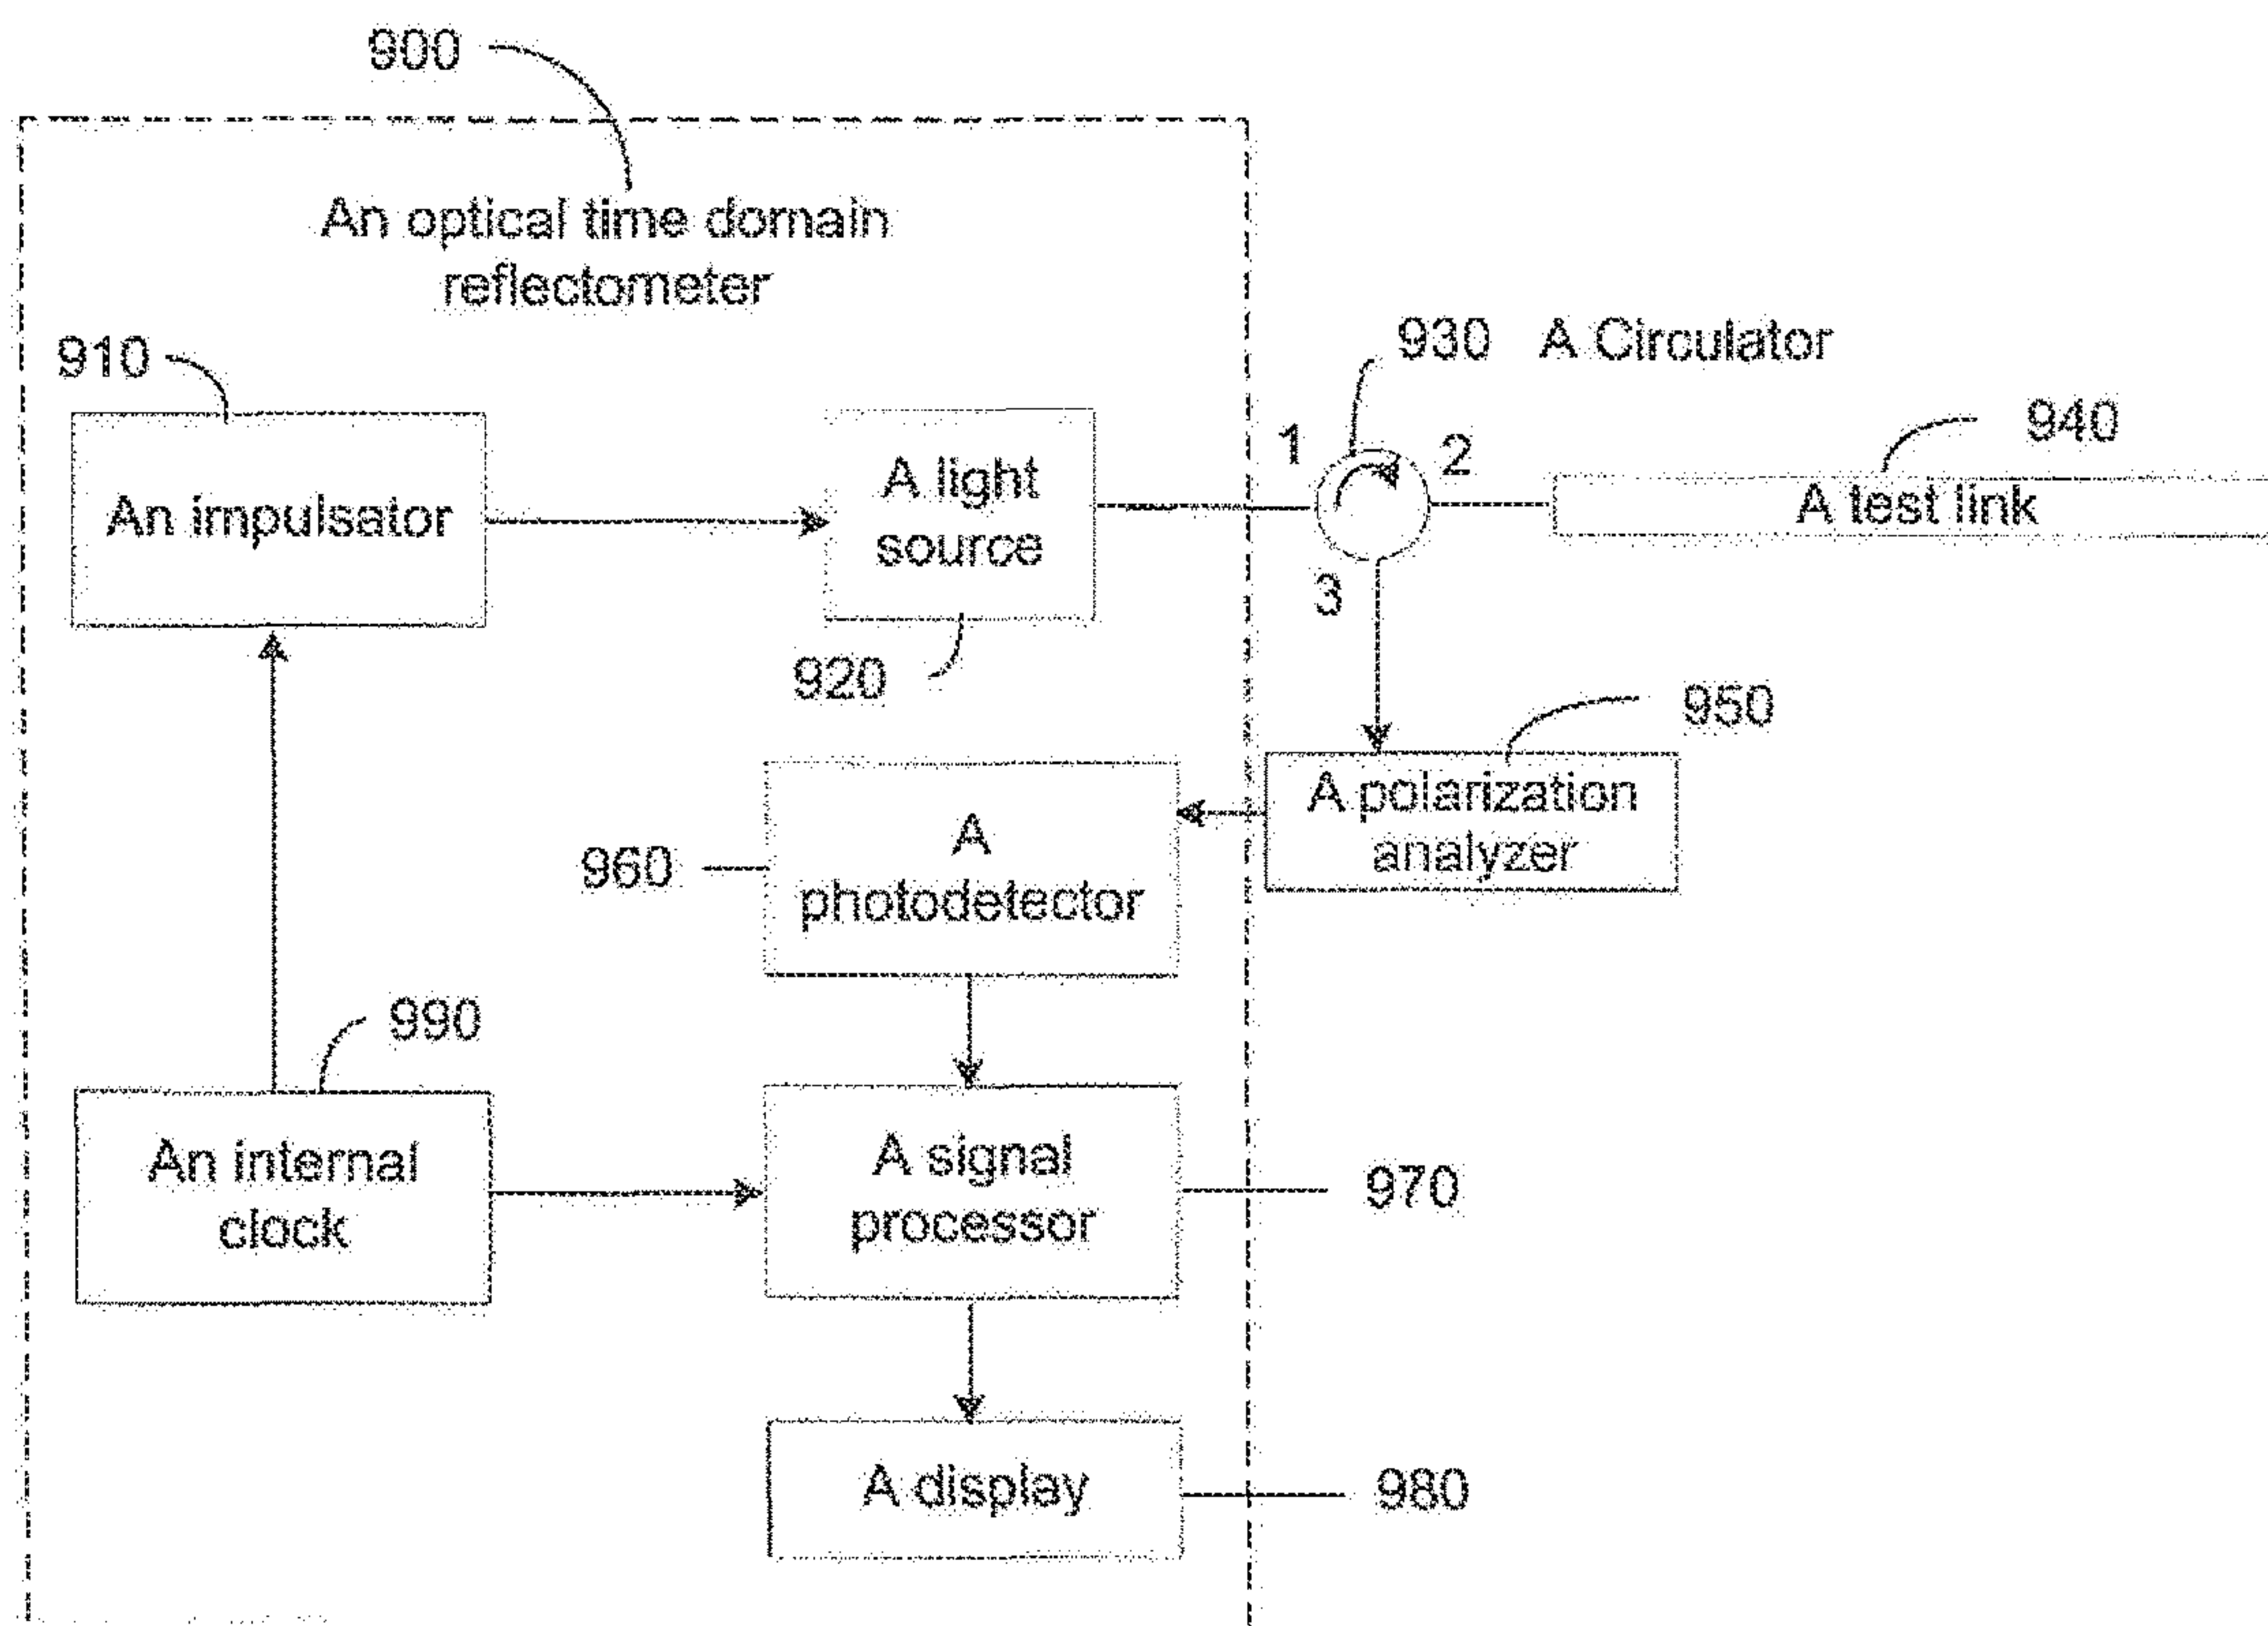 900
An optical time domain
reflectometer
910
930 A Circulator
940
An impulsator
A light
source
1
2
3
A test link
920
950
A polarization
analyzer
960
A
photodetector
990
An internal
clock
A signal
processor
970
A display
980